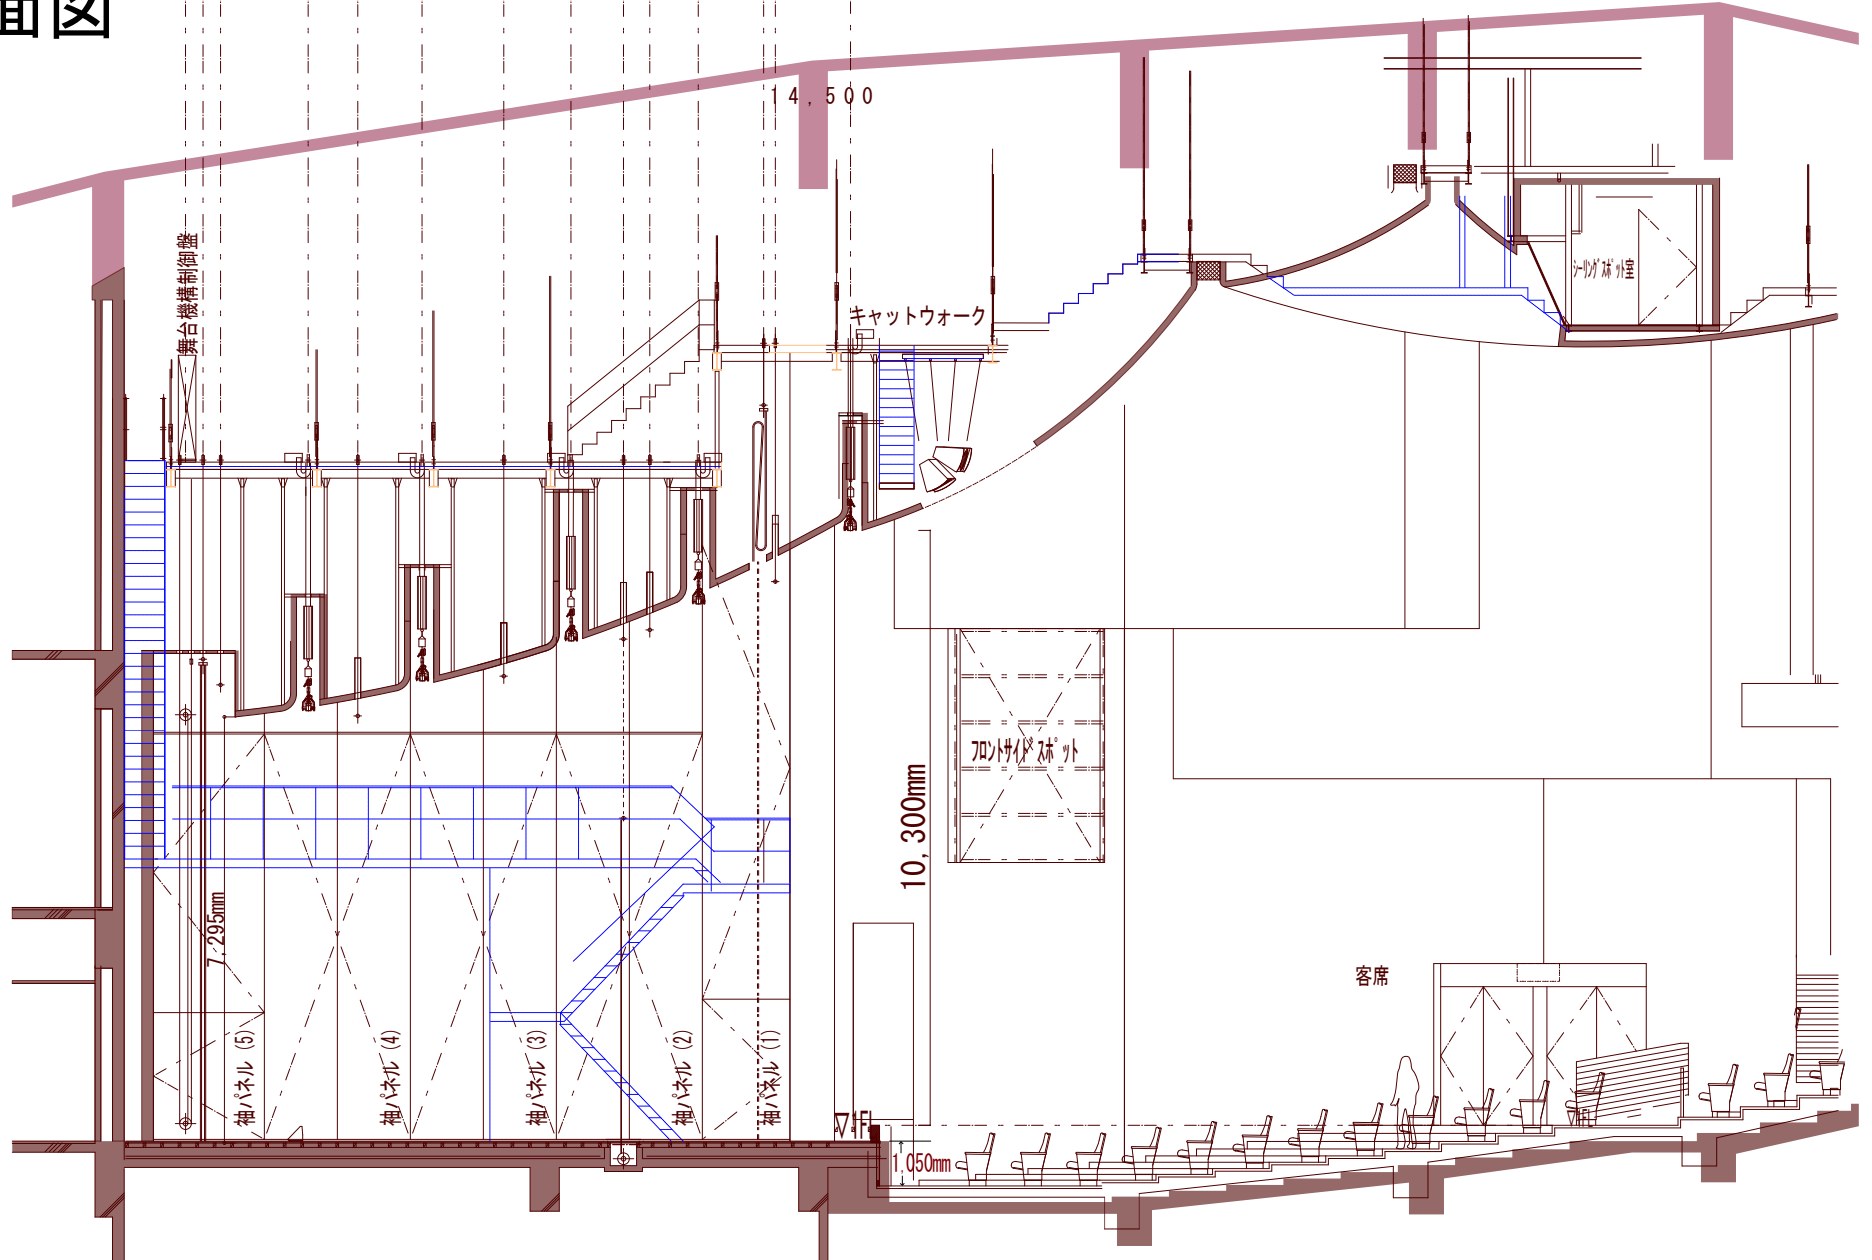 面図
14,500
舞台機構制御盤
キャットウォーク
シーリングスポット室
フロントサイドスポット
10,300mm
7,295mm
客席
袖パネル (5)
袖パネル (4)
袖パネル (3)
袖パネル (2)
袖パネル (1)
▽1FL
1,050mm